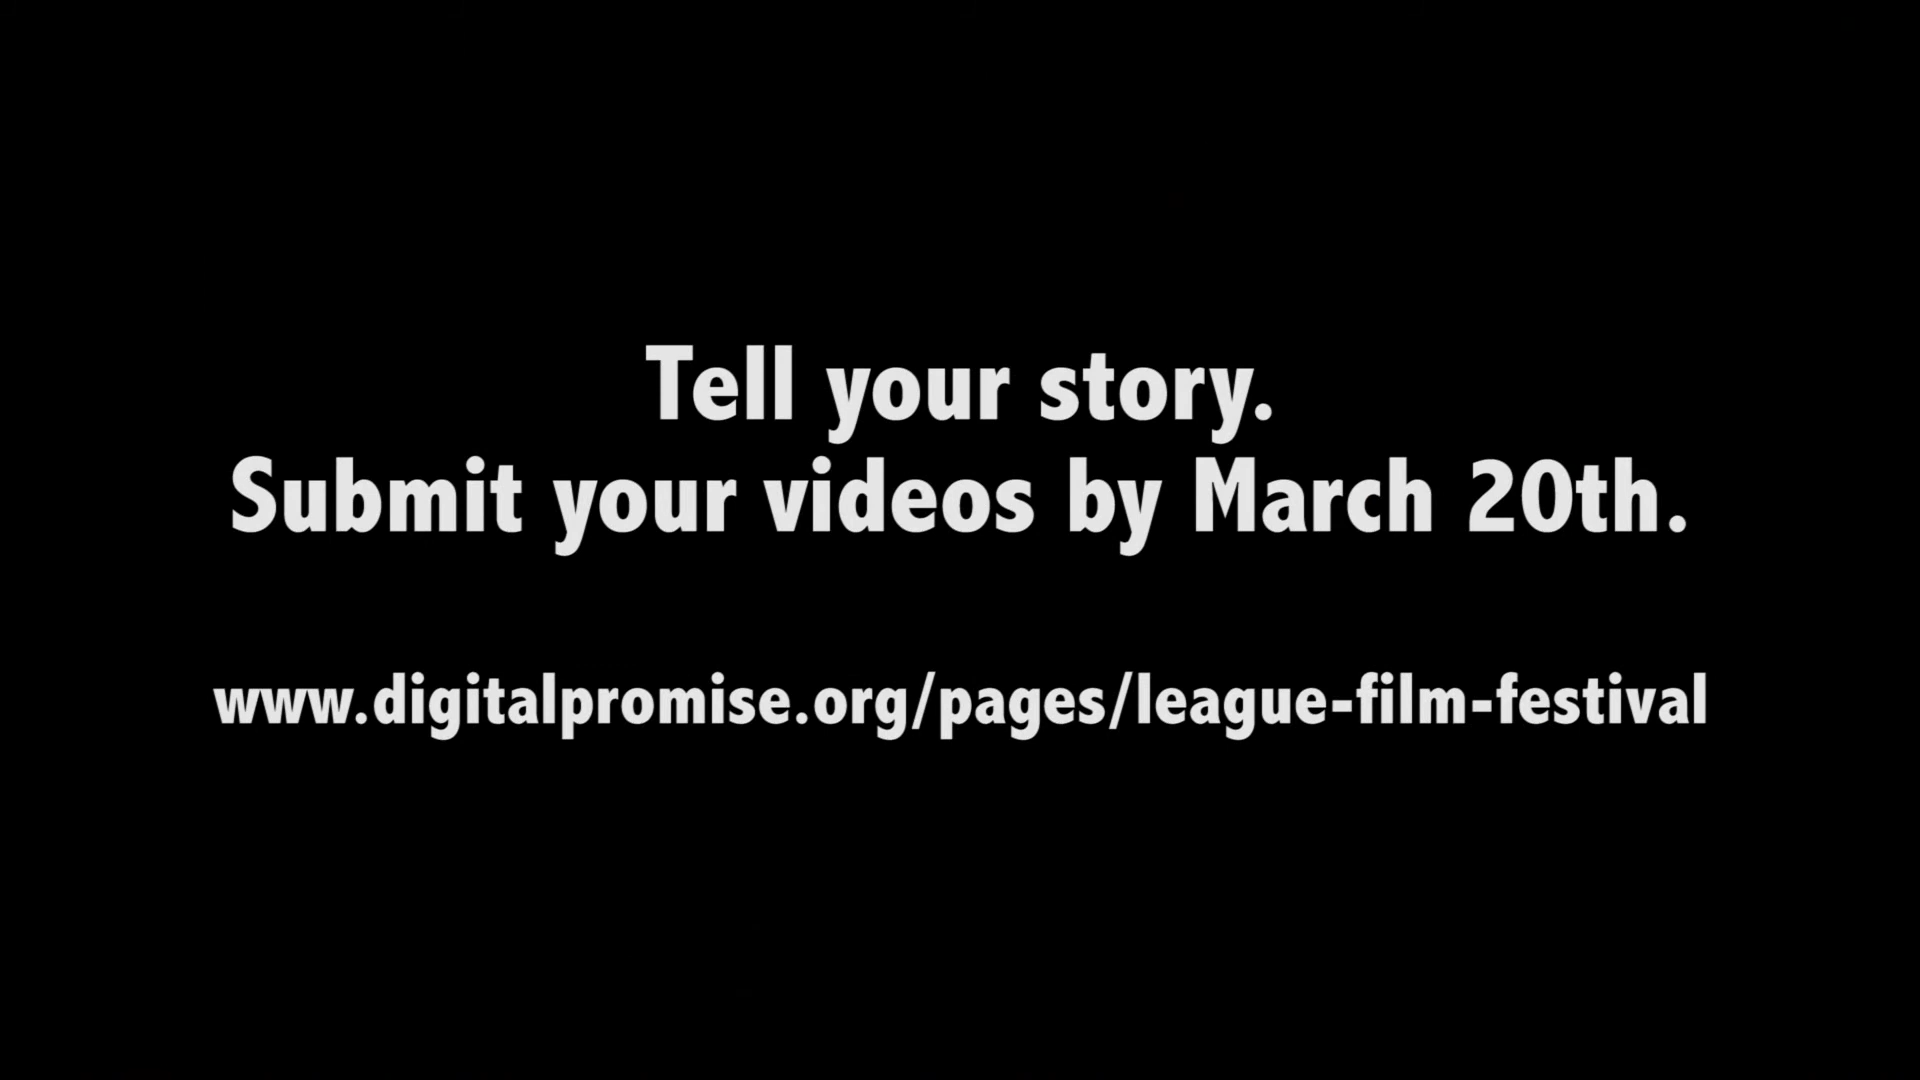 Tell your story.
Submit your videos by March 20th.
www.digitalpromise.org/pages/league-film-festival